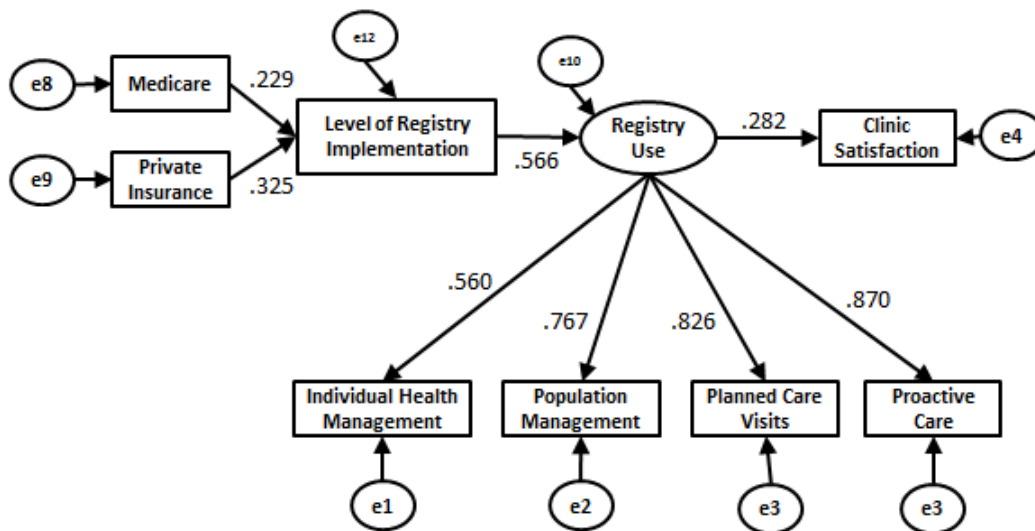 e12
e10
e8
Medicare
.229
Level of Registry
Implementation
.566
Registry
Use
.282
Clinic
Satisfaction
e4
e9
Private
Insurance
.325
.560
.767
.826
.870
Individual Health
Management
Population
Management
Planned Care
Visits
Proactive
Care
e1
e2
e3
e3